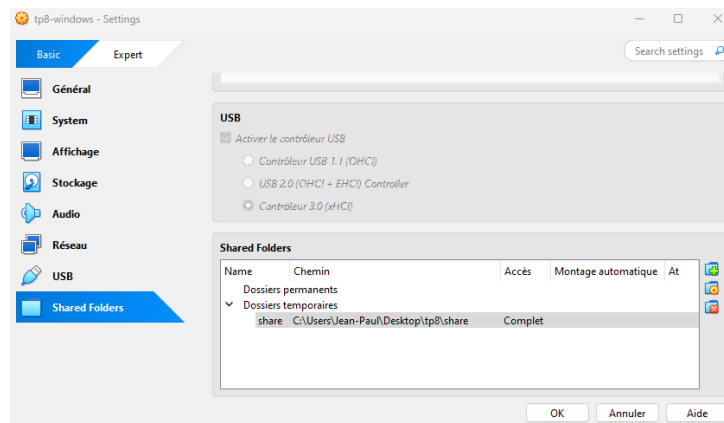 tp8-windows - Settings
Basic Expert Search settings
Général
System
Affichage
Stockage
Audio
Réseau
USB
Shared Folders
USB
Activer le contrôleur USB
Contrôleur USB 1.1 (OHCI)
USB 2.0 (OHCI + EHCI) Controller
Contrôleur 3.0 (xHCI)
Shared Folders
Name Chemin Accès Montage automatique At
Dossiers permanents
Dossiers temporaires
share C:\Users\Jean-Paul\Desktop\tp8\share Complet
OK Annuler Aide